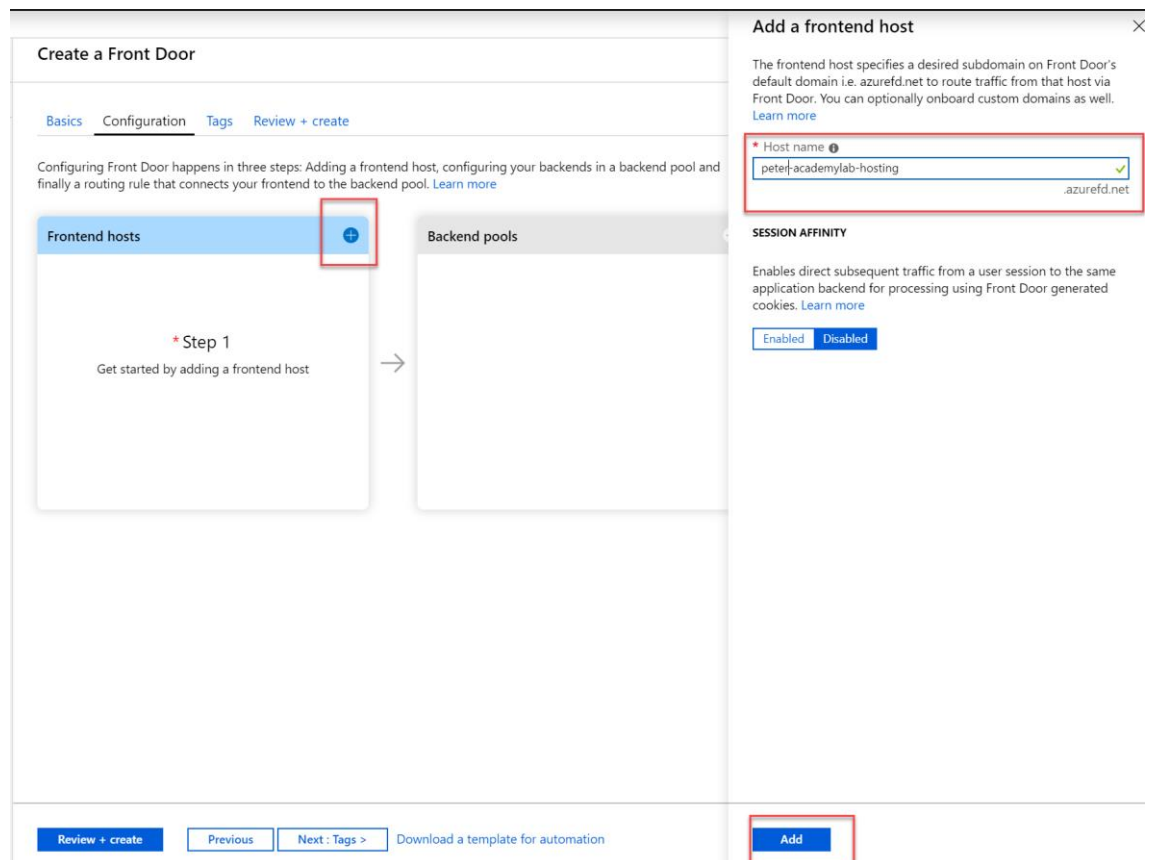 Create a Front Door
Basics Configuration Tags Review + create
Configuring Front Door happens in three steps: Adding a frontend host, configuring your backends in a backend pool and
finally a routing rule that connects your frontend to the backend pool. Learn more
Frontend hosts
* Step 1
Get started by adding a frontend host
Backend pools
Review + create Previous Next : Tags > Download a template for automation
Add a frontend host
The frontend host specifies a desired subdomain on Front Door's
default domain i.e. azurefd.net to route traffic from that host via
Front Door. You can optionally onboard custom domains as well.
Learn more
* Host name
peter-academylab-hosting
.azurefd.net
SESSION AFFINITY
Enables direct subsequent traffic from a user session to the same
application backend for processing using Front Door generated
cookies. Learn more
Enabled Disabled
Add